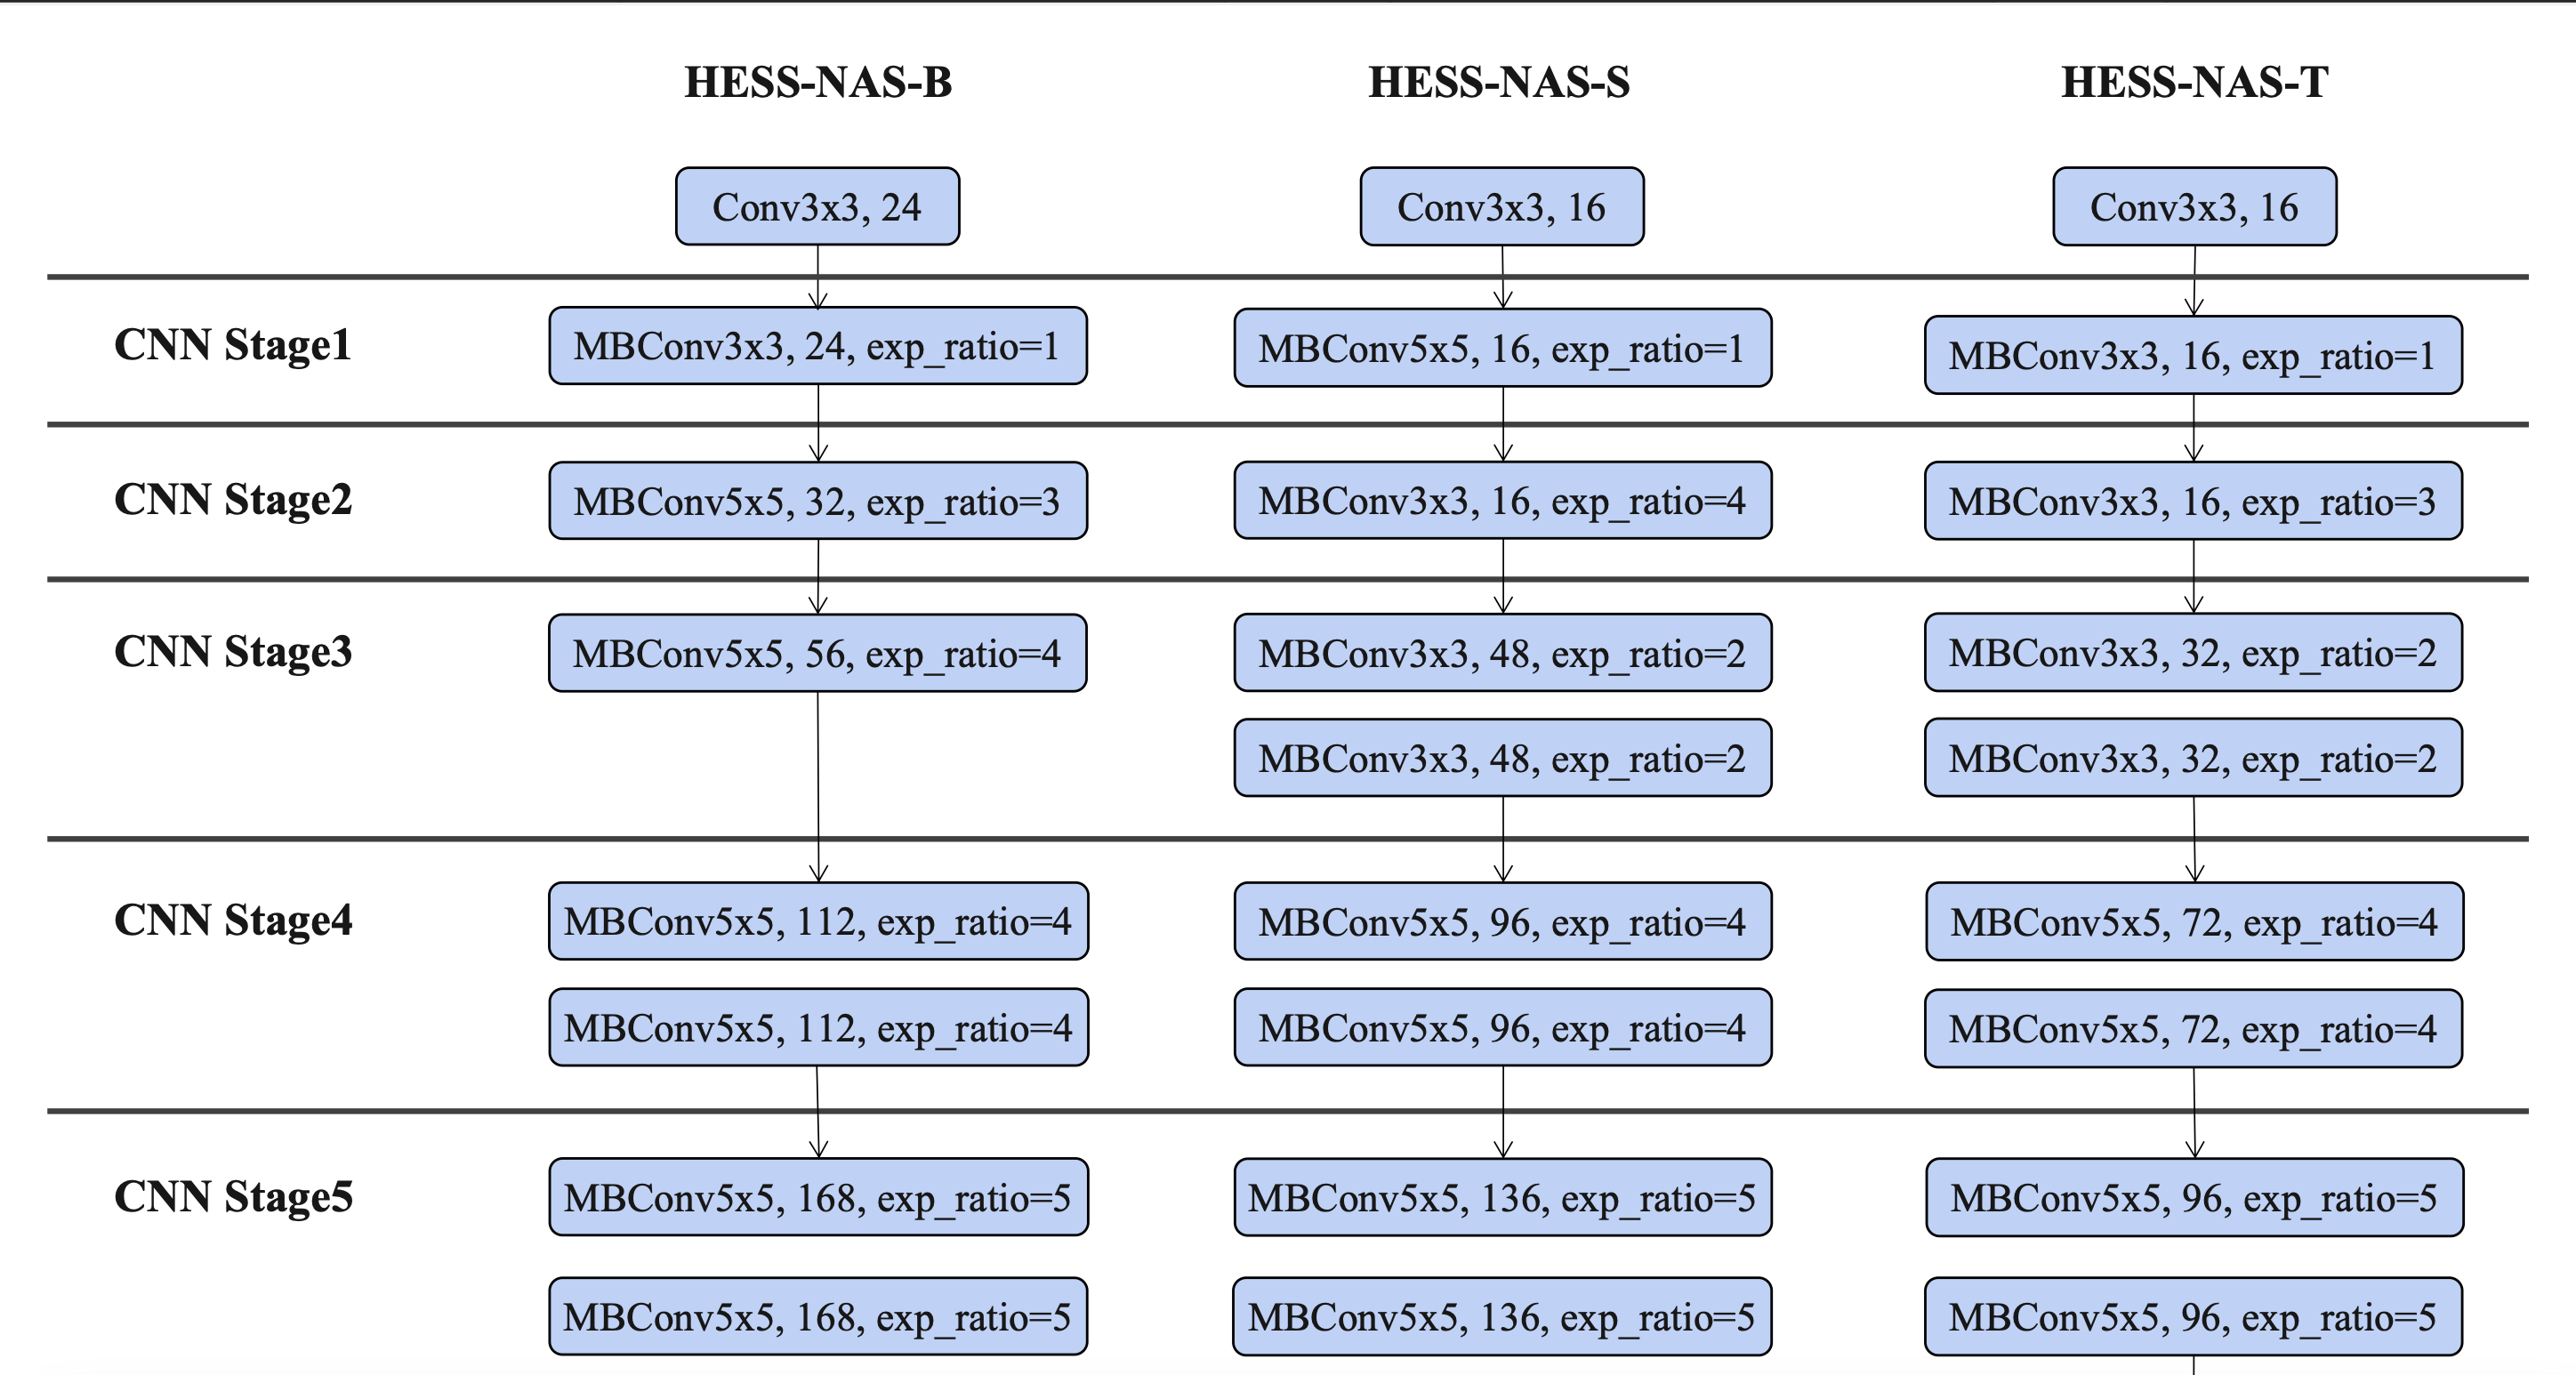 HESS-NAS-B
HESS-NAS-S
HESS-NAS-T
Conv3x3, 24
Conv3x3, 16
Conv3x3, 16
CNN Stage1
MBConv3x3, 24, exp_ratio=1
MBConv5x5, 16, exp_ratio=1
MBConv3x3, 16, exp_ratio=1
CNN Stage2
MBConv5x5, 32, exp_ratio=3
MBConv3x3, 16, exp_ratio=4
MBConv3x3, 16, exp_ratio=3
CNN Stage3
MBConv5x5, 56, exp_ratio=4
MBConv3x3, 48, exp_ratio=2
MBConv3x3, 32, exp_ratio=2
MBConv3x3, 48, exp_ratio=2
MBConv3x3, 32, exp_ratio=2
CNN Stage4
MBConv5x5, 112, exp_ratio=4
MBConv5x5, 96, exp_ratio=4
MBConv5x5, 72, exp_ratio=4
MBConv5x5, 112, exp_ratio=4
MBConv5x5, 96, exp_ratio=4
MBConv5x5, 72, exp_ratio=4
CNN Stage5
MBConv5x5, 168, exp_ratio=5
MBConv5x5, 136, exp_ratio=5
MBConv5x5, 96, exp_ratio=5
MBConv5x5, 168, exp_ratio=5
MBConv5x5, 136, exp_ratio=5
MBConv5x5, 96, exp_ratio=5